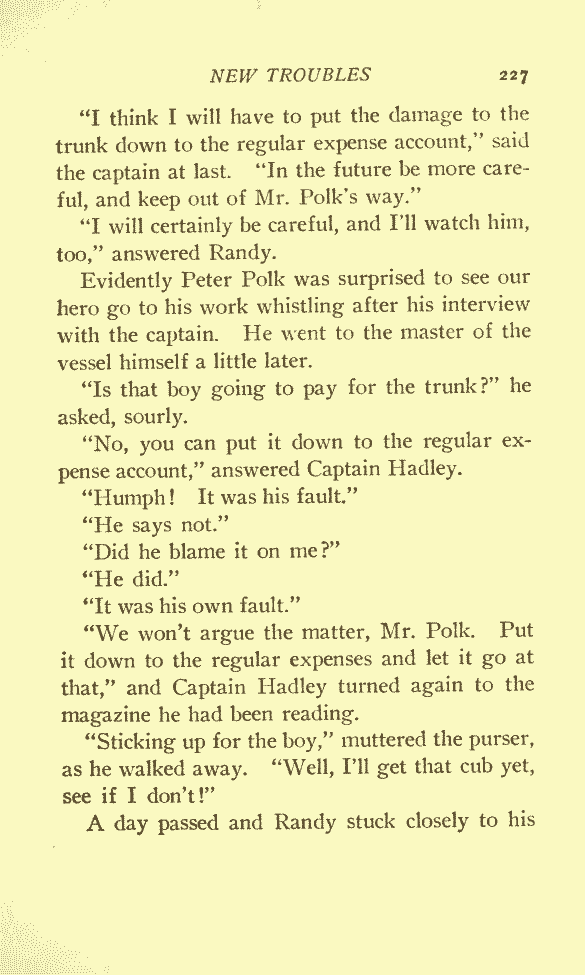 NEW TROUBLES 227
“I think I will have to put the damage to the
trunk down to the regular expense account,” said
the captain at last. “In the future be more care-
ful, and keep out of Mr. Polk’s way.”
“I will certainly be careful, and I’ll watch him,
too,” answered Randy.
Evidently Peter Polk was surprised to see our
hero go to his work whistling after his interview
with the captain. He went to the master of the
vessel himself a little later.
“Is that boy going to pay for the trunk?” he
asked, sourly.
“No, you can put it down to the regular ex-
pense account,” answered Captain Hadley.
“Humph! It was his fault.”
“He says not.”
“Did he blame it on me?”
“He did.”
“It was his own fault.”
“We won’t argue the matter, Mr. Polk. Put
it down to the regular expenses and let it go at
that,” and Captain Hadley turned again to the
magazine he had been reading.
“Sticking up for the boy,” muttered the purser,
as he walked away. “Well, I’ll get that cub yet,
see if I don’t!”
A day passed and Randy stuck closely to his